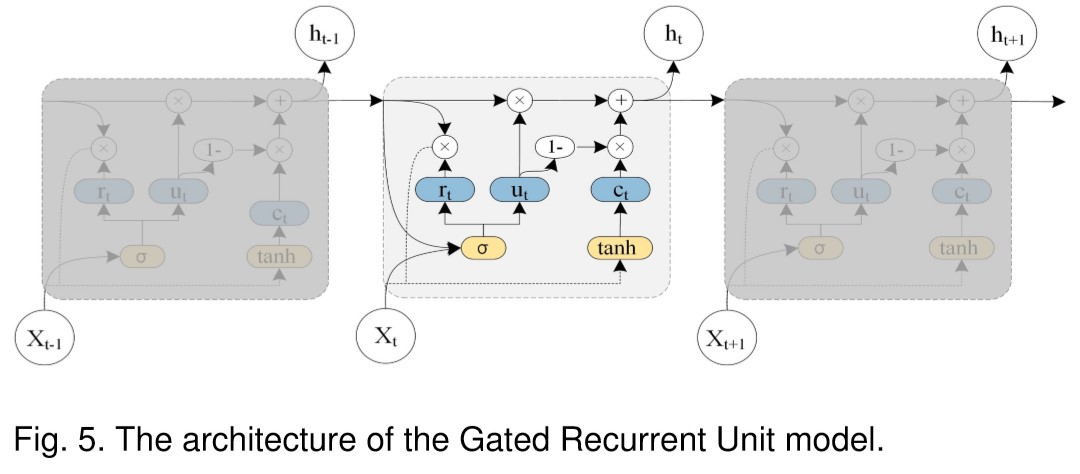 h_{t-1} h_t h_{t+1}
× + × + × +
× 1- × × 1- × × 1- ×
r_t u_t c_t r_t u_t c_t r_t u_t c_t
σ tanh σ tanh σ tanh
X_{t-1} X_t X_{t+1}
Fig. 5. The architecture of the Gated Recurrent Unit model.